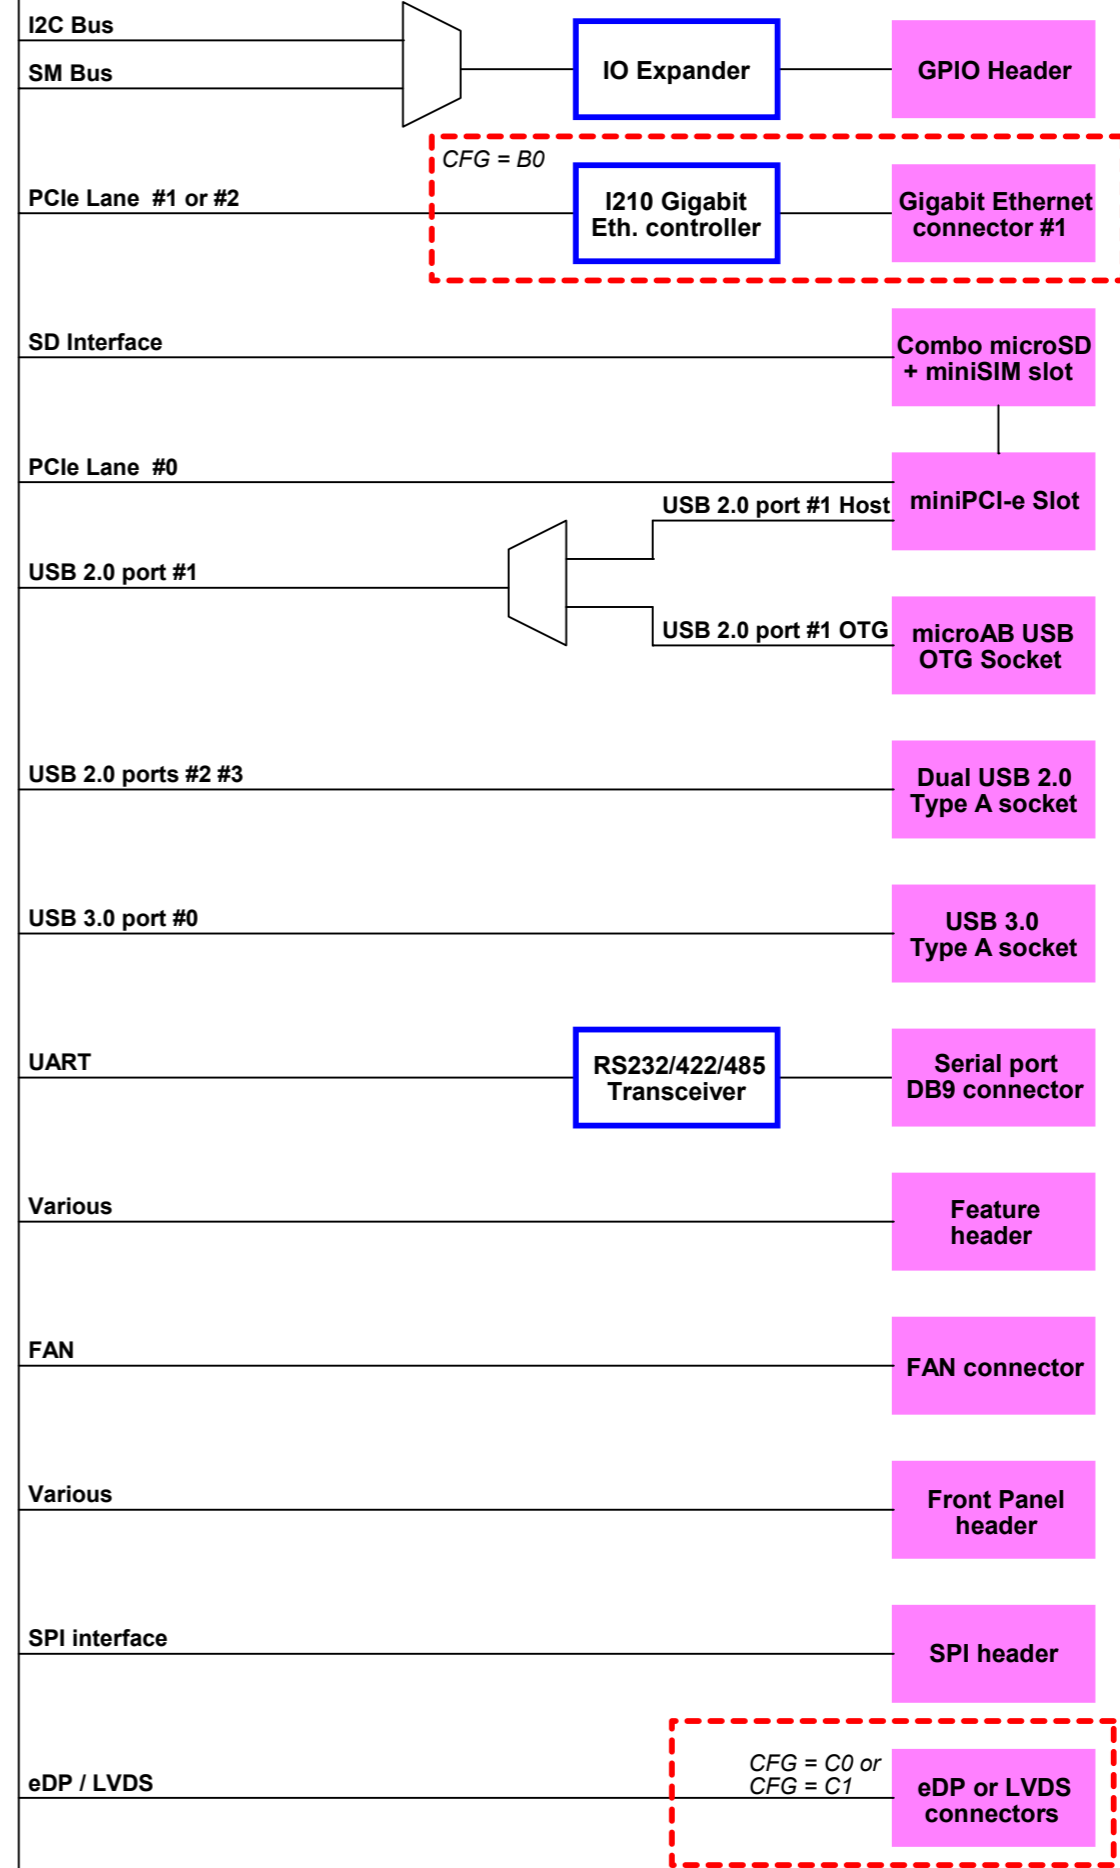 I2C Bus
SM Bus
IO Expander
GPIO Header
CFG = B0
PCIe Lane  #1 or #2
I210 Gigabit
Eth. controller
Gigabit Ethernet
connector #1
SD Interface
Combo microSD
+ miniSIM slot
PCIe Lane  #0
USB 2.0 port #1 Host
miniPCI-e Slot
USB 2.0 port #1
USB 2.0 port #1 OTG
microAB USB
OTG Socket
USB 2.0 ports #2 #3
Dual USB 2.0
Type A socket
USB 3.0 port #0
USB 3.0
Type A socket
UART
RS232/422/485
Transceiver
Serial port
DB9 connector
Various
Feature
header
FAN
FAN connector
Various
Front Panel
header
SPI interface
SPI header
eDP / LVDS
CFG = C0 or
CFG = C1
eDP or LVDS
connectors